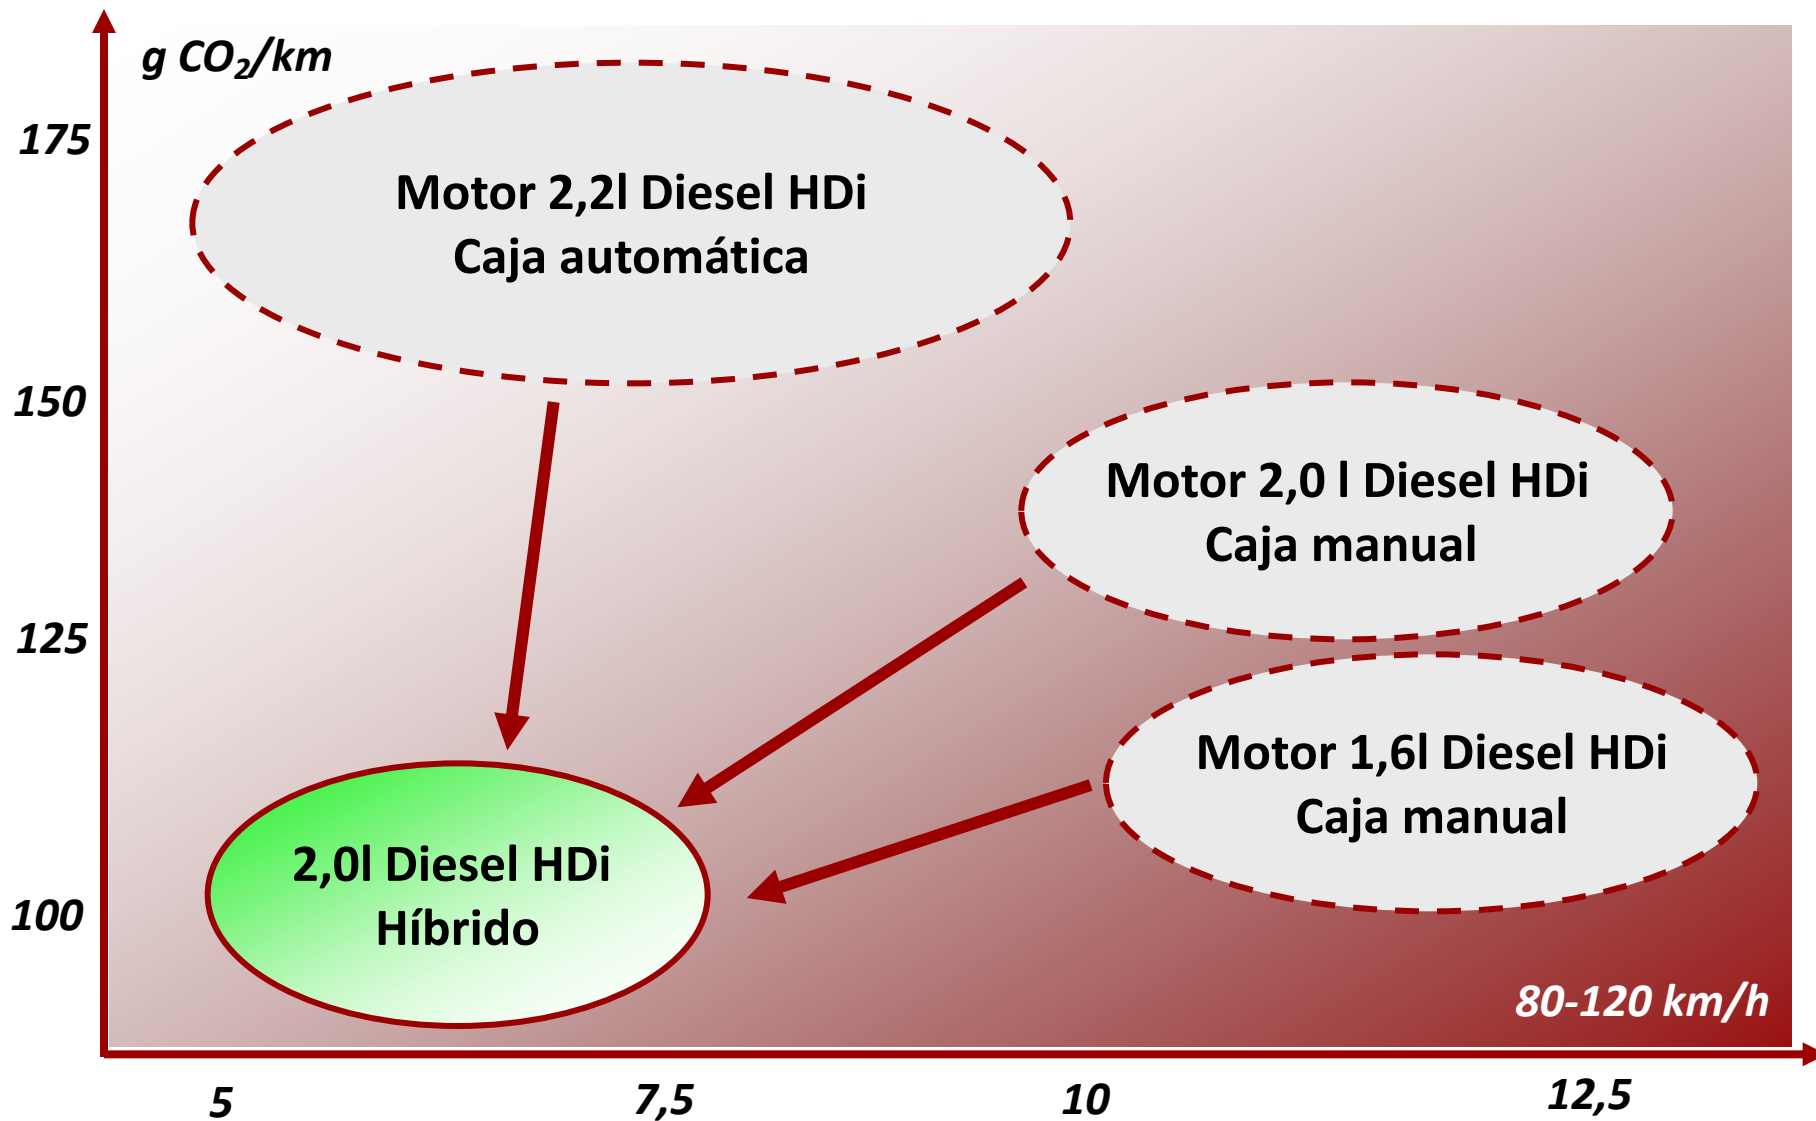 g CO₂/km
175
Motor 2,2l Diesel HDi
Caja automática
150
Motor 2,0 l Diesel HDi
Caja manual
125
Motor 1,6l Diesel HDi
Caja manual
2,0l Diesel HDi
Híbrido
100
80-120 km/h
5
7,5
10
12,5